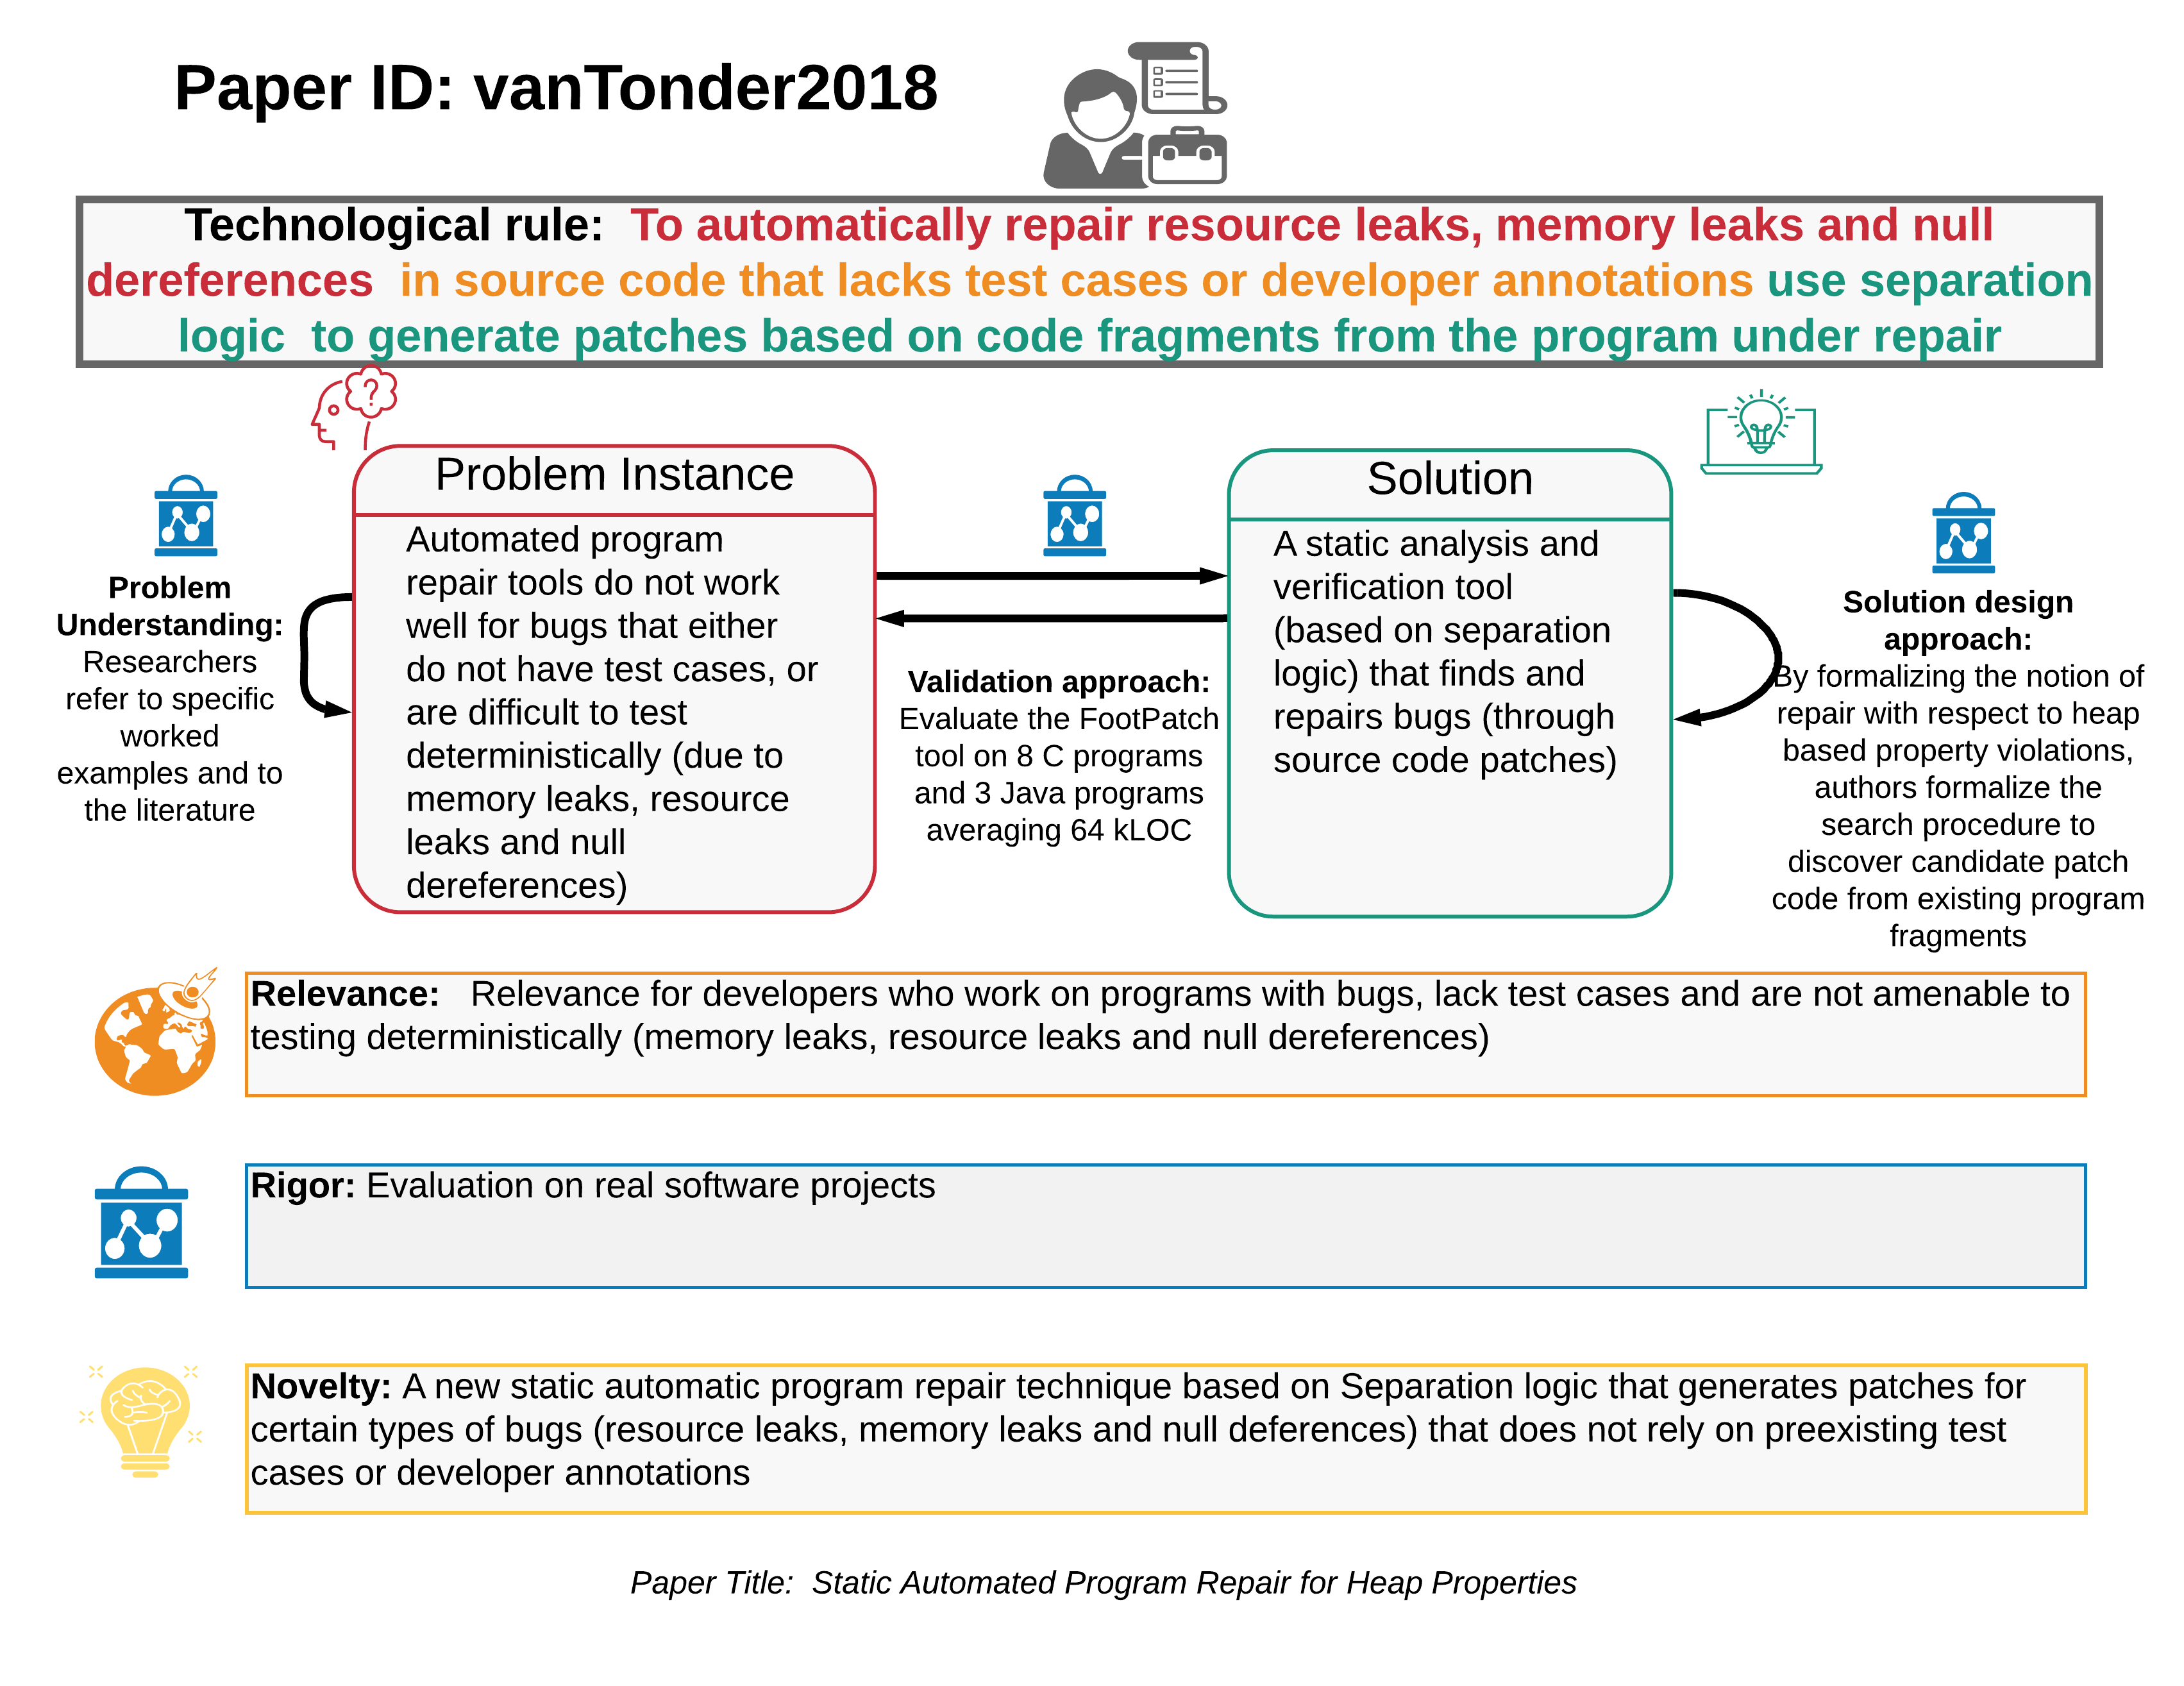 Paper ID: vanTonder2018
Technological rule: To automatically repair resource leaks, memory leaks and null
dereferences in source code that lacks test cases or developer annotations use separation
logic to generate patches based on code fragments from the program under repair
?
Problem
Understanding:
Researchers
refer to specific
worked
examples and to
the literature
Problem Instance
Automated program
repair tools do not work
well for bugs that either
do not have test cases, or
are difficult to test
deterministically (due to
memory leaks, resource
leaks and null
dereferences)
Validation approach:
Evaluate the FootPatch
tool on 8 C programs
and 3 Java programs
averaging 64 kLOC
Solution
A static analysis and
verification tool
(based on separation
logic) that finds and
repairs bugs (through
source code patches)
Solution design
approach:
By formalizing the notion of
repair with respect to heap
based property violations,
authors formalize the
search procedure to
discover candidate patch
code from existing program
fragments
Relevance: Relevance for developers who work on programs with bugs, lack test cases and are not amenable to
testing deterministically (memory leaks, resource leaks and null dereferences)
Rigor: Evaluation on real software projects
Novelty: A new static automatic program repair technique based on Separation logic that generates patches for
certain types of bugs (resource leaks, memory leaks and null deferences) that does not rely on preexisting test
cases or developer annotations
Paper Title: Static Automated Program Repair for Heap Properties